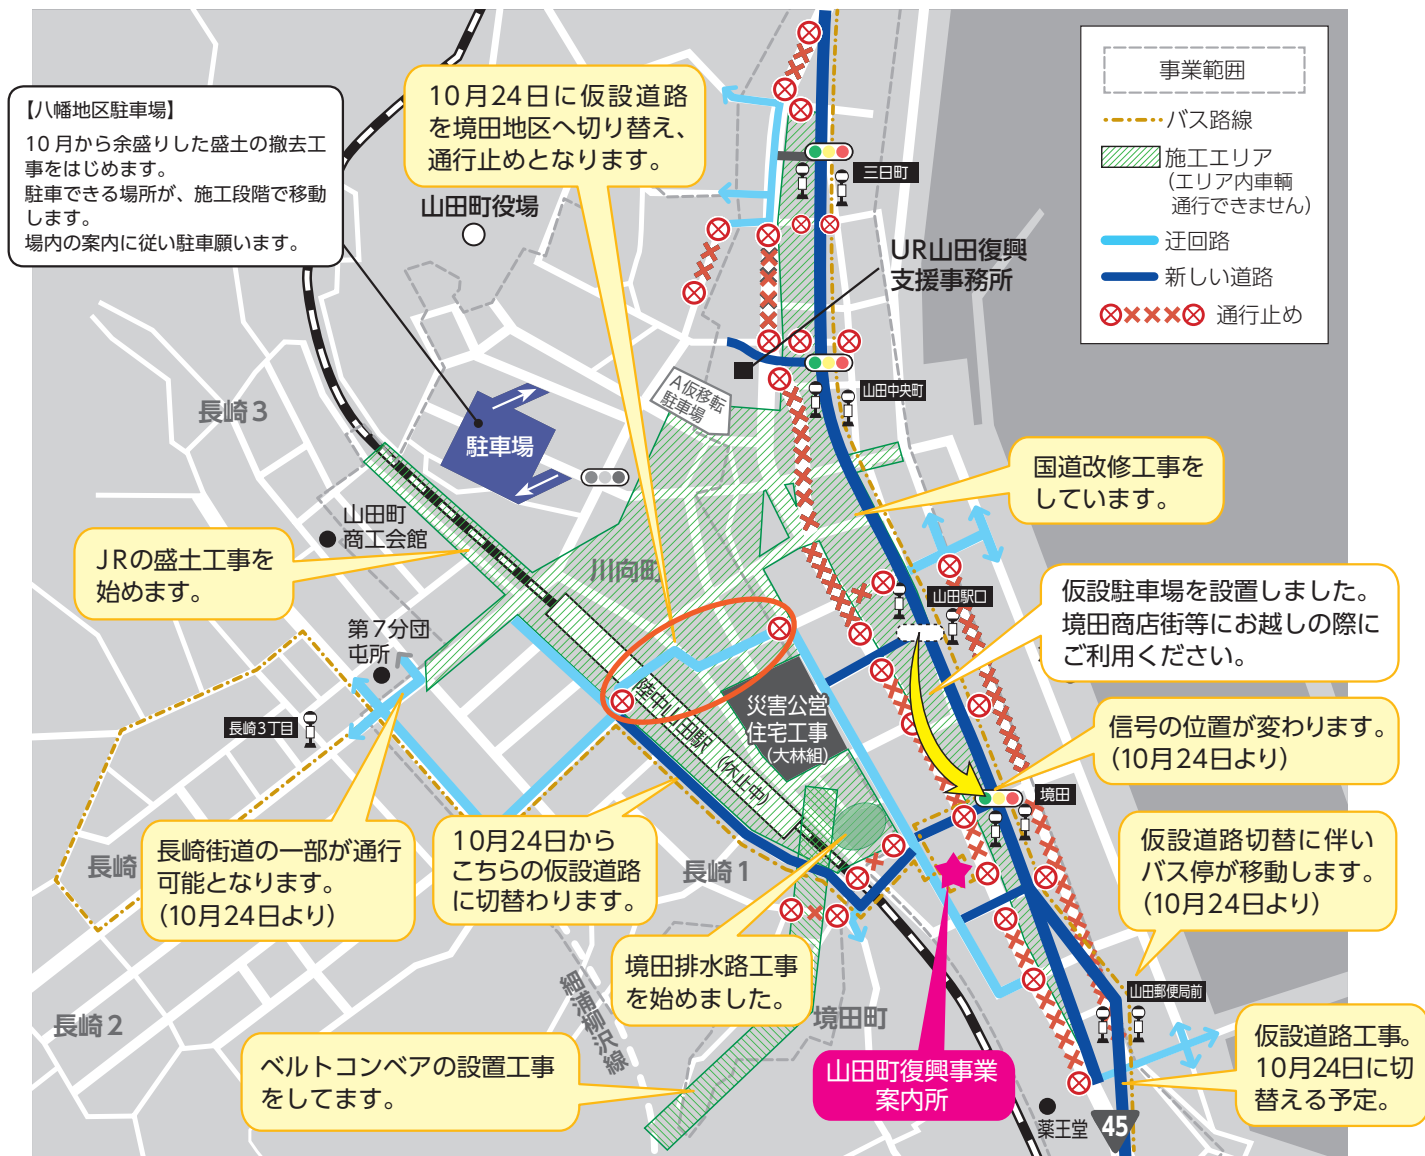 【八幡地区駐車場】
10月から余盛りした盛土の撤去工
事をはじめます。
駐車できる場所が、施工段階で移動
します。
場内の案内に従い駐車願います。
10月24日に仮設道路
を境田地区へ切り替え、
通行止めとなります。
事業範囲
バス路線
施工エリア
(エリア内車輌
通行できません)
迂回路
新しい道路
通行止め
三日町
山田町役場
UR山田復興
支援事務所
A仮移転
駐車場
山田中央町
長崎3
駐車場
国道改修工事を
しています。
山田町
商工会館
JRの盛土工事を
始めます。
川向町
山田駅口
仮設駐車場を設置しました。
境田商店街等にお越しの際に
ご利用ください。
第7分団
屯所
長崎3丁目
陸中山田駅
(休止中)
災害公営
住宅工事
(大林組)
信号の位置が変わります。
(10月24日より)
境田
長崎街道の一部が通行
可能となります。
(10月24日より)
長崎
10月24日から
こちらの仮設道路
に切替わります。
長崎1
仮設道路切替に伴い
バス停が移動します。
(10月24日より)
境田排水路工事
を始めました。
細浦柳沢線
山田郵便局前
長崎2
境田町
ベルトコンベアの設置工事
をしてます。
山田町復興事業
案内所
仮設道路工事。
10月24日に切
替える予定。
薬王堂
45